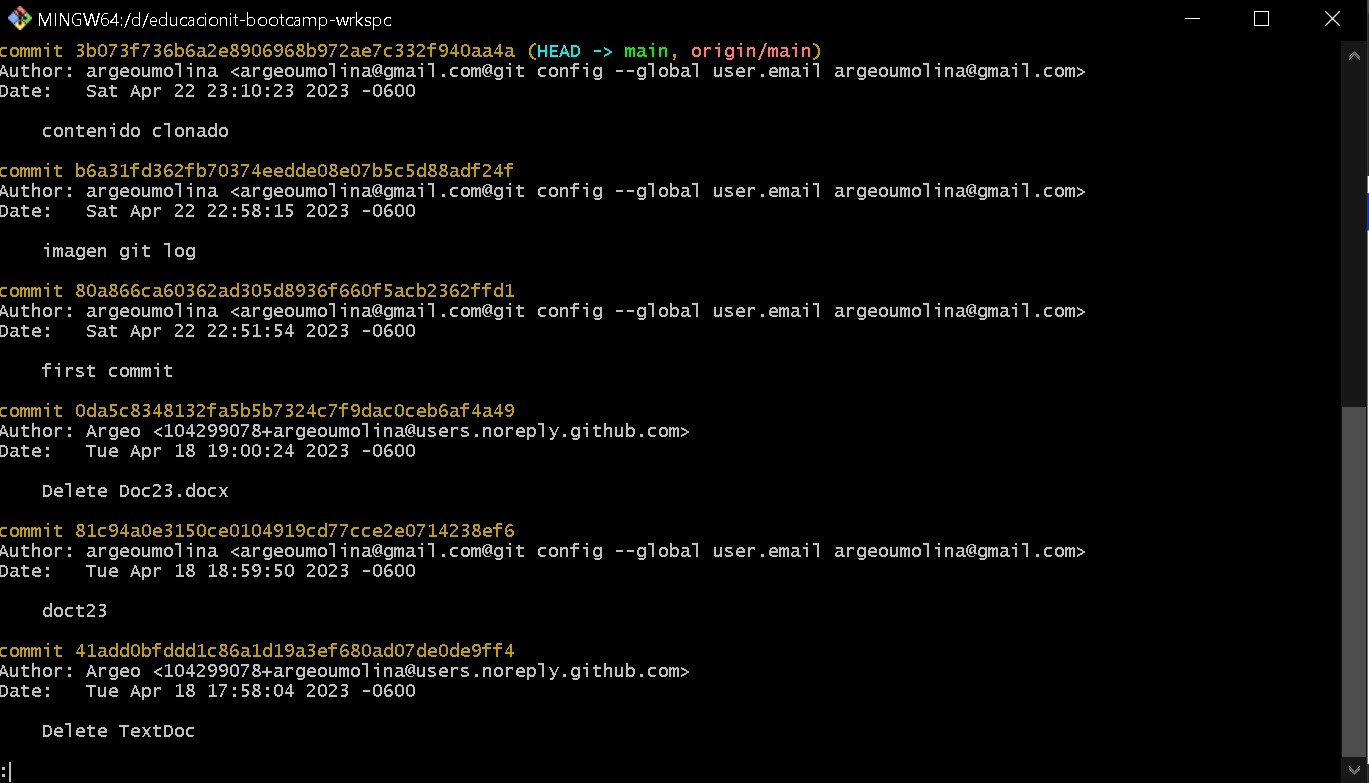 MINGW64:/d/educacionit-bootcamp-wrkspc
commit 3b073f736b6a2e8906968b972ae7c332f940aa4a (HEAD -> main, origin/main)
Author: argeoumolina <argeoumolina@gmail.com@git config --global user.email argeoumolina@gmail.com>
Date:   Sat Apr 22 23:10:23 2023 -0600
contenido clonado
commit b6a31fd362fb70374eedde08e07b5c5d88adf24f
Author: argeoumolina <argeoumolina@gmail.com@git config --global user.email argeoumolina@gmail.com>
Date:   Sat Apr 22 22:58:15 2023 -0600
imagen git log
commit 80a866ca60362ad305d8936f660f5acb2362ffd1
Author: argeoumolina <argeoumolina@gmail.com@git config --global user.email argeoumolina@gmail.com>
Date:   Sat Apr 22 22:51:54 2023 -0600
first commit
commit 0da5c8348132fa5b5b7324c7f9dac0ceb6af4a49
Author: Argeo <104299078+argeoumolina@users.noreply.github.com>
Date:   Tue Apr 18 19:00:24 2023 -0600
Delete Doc23.docx
commit 81c94a0e3150ce0104919cd77cce2e0714238ef6
Author: argeoumolina <argeoumolina@gmail.com@git config --global user.email argeoumolina@gmail.com>
Date:   Tue Apr 18 18:59:50 2023 -0600
doct23
commit 41add0bfddd1c86a1d19a3ef680ad07de0de9ff4
Author: Argeo <104299078+argeoumolina@users.noreply.github.com>
Date:   Tue Apr 18 17:58:04 2023 -0600
Delete TextDoc
: